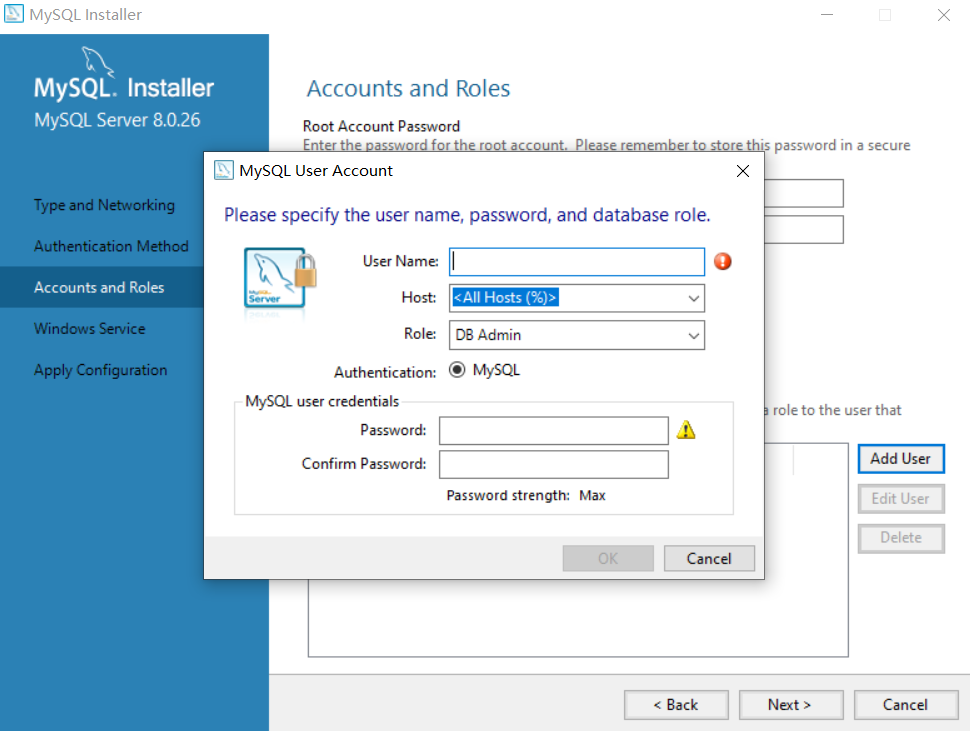 MySQL Installer
MySQL. Installer
MySQL Server 8.0.26
Type and Networking
Authentication Method
Accounts and Roles
Windows Service
Apply Configuration
Accounts and Roles
Root Account Password
Enter the password for the root account. Please remember to store this password in a secure
MySQL User Account
Please specify the user name, password, and database role.
MySQL
Server
User Name:
Host: <All Hosts (%)>
Role: DB Admin
Authentication: MySQL
MySQL user credentials
Password:
Confirm Password:
Password strength: Max
OK
Cancel
a role to the user that
Add User
Edit User
Delete
< Back
Next >
Cancel